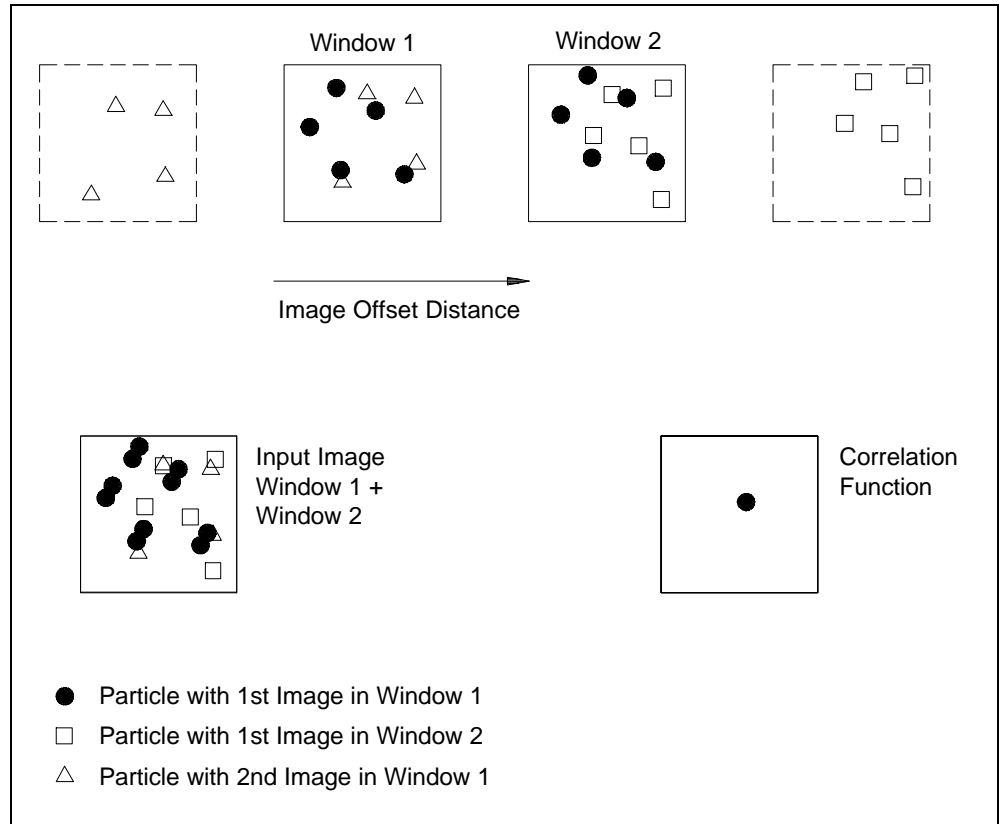 Window 1
Window 2
Image Offset Distance
Input Image
Window 1 +
Window 2
Correlation
Function
Particle with 1st Image in Window 1
Particle with 1st Image in Window 2
Particle with 2nd Image in Window 1